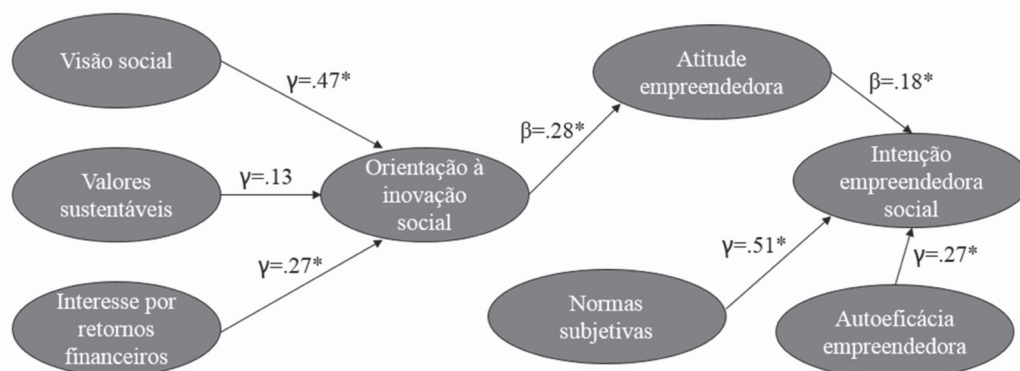 Visão social
γ=.47*
Valores
sustentáveis
γ=.13
Interesse por
retornos
financeiros
γ=.27*
Orientação à
inovação
social
β=.28*
Atitude
empreendedora
β=.18*
Intenção
empreendedora
social
Normas
subjetivas
γ=.51*
Autoeficácia
empreendedora
γ=.27*